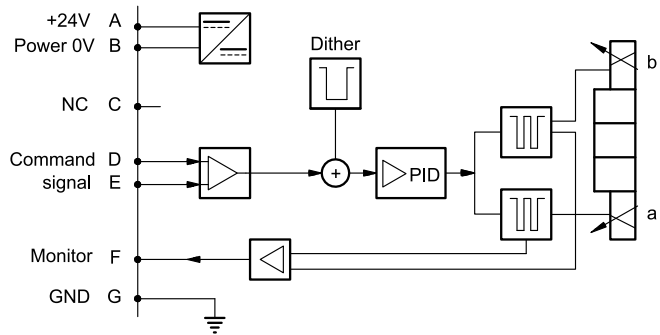 +24V A
Power 0V B
Dither
b
NC C
Command D
signal E
PID
a
Monitor F
GND G